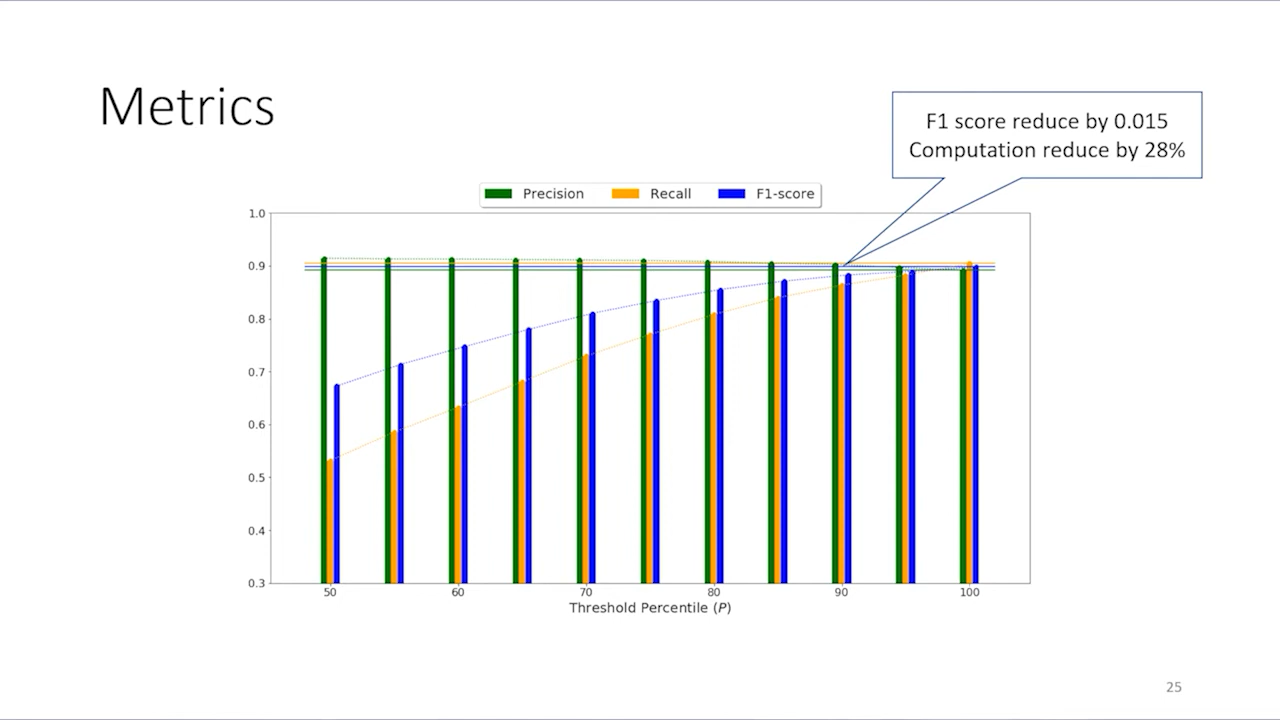 Metrics
F1 score reduce by 0.015
Computation reduce by 28%
Precision Recall F1-score
1.0
0.9
0.8
0.7
0.6
0.5
0.4
0.3
50 60 70 80 90 100
Threshold Percentile (P)
25